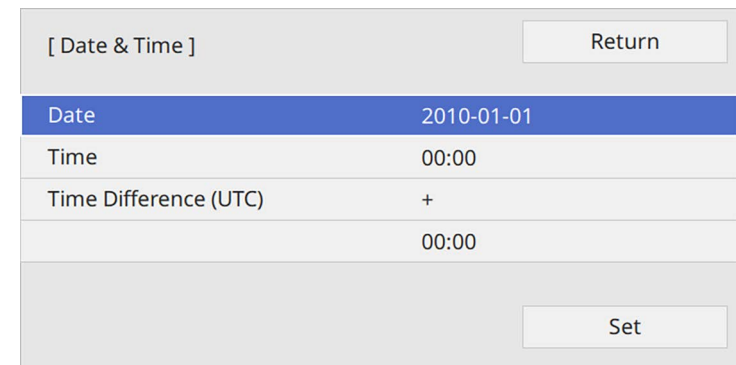 [ Date & Time ] Return
Date 2010-01-01
Time 00:00
Time Difference (UTC) +
00:00
Set